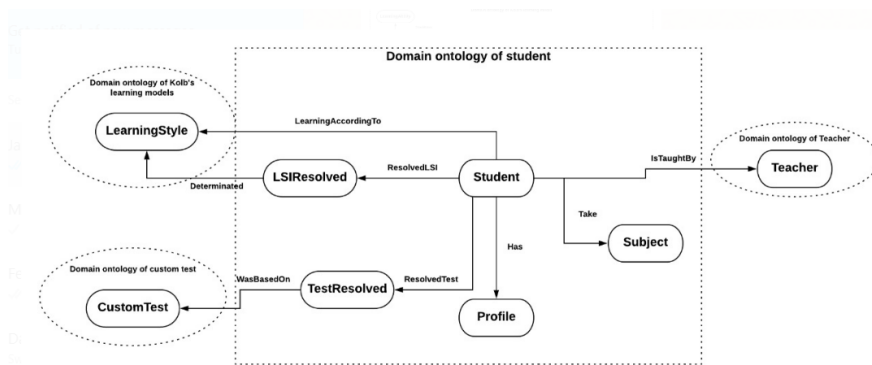 Domain ontology of student
Domain ontology of Kolb's
learning models
LearningStyle
LearningAccordingTo
Domain ontology of Teacher
IsTaughtBy
Teacher
Determinated
LSIResolved
ResolvedLSI
Student
Take
Subject
Has
Domain ontology of custom test
WasBasedOn
ResolvedTest
CustomTest
TestResolved
Profile